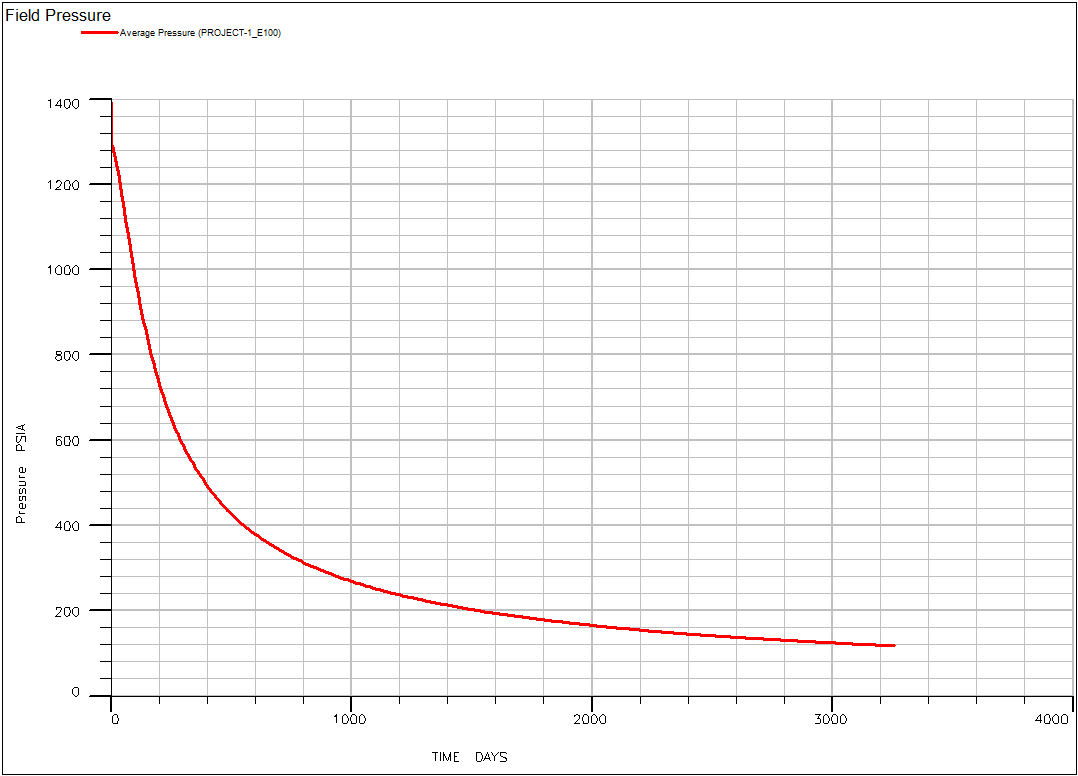 Field Pressure
Average Pressure (PROJECT-1_E100)
1400
1200
1000
800
600
400
200
0
Pressure PSIA
0 1000 2000 3000 4000
TIME DAYS